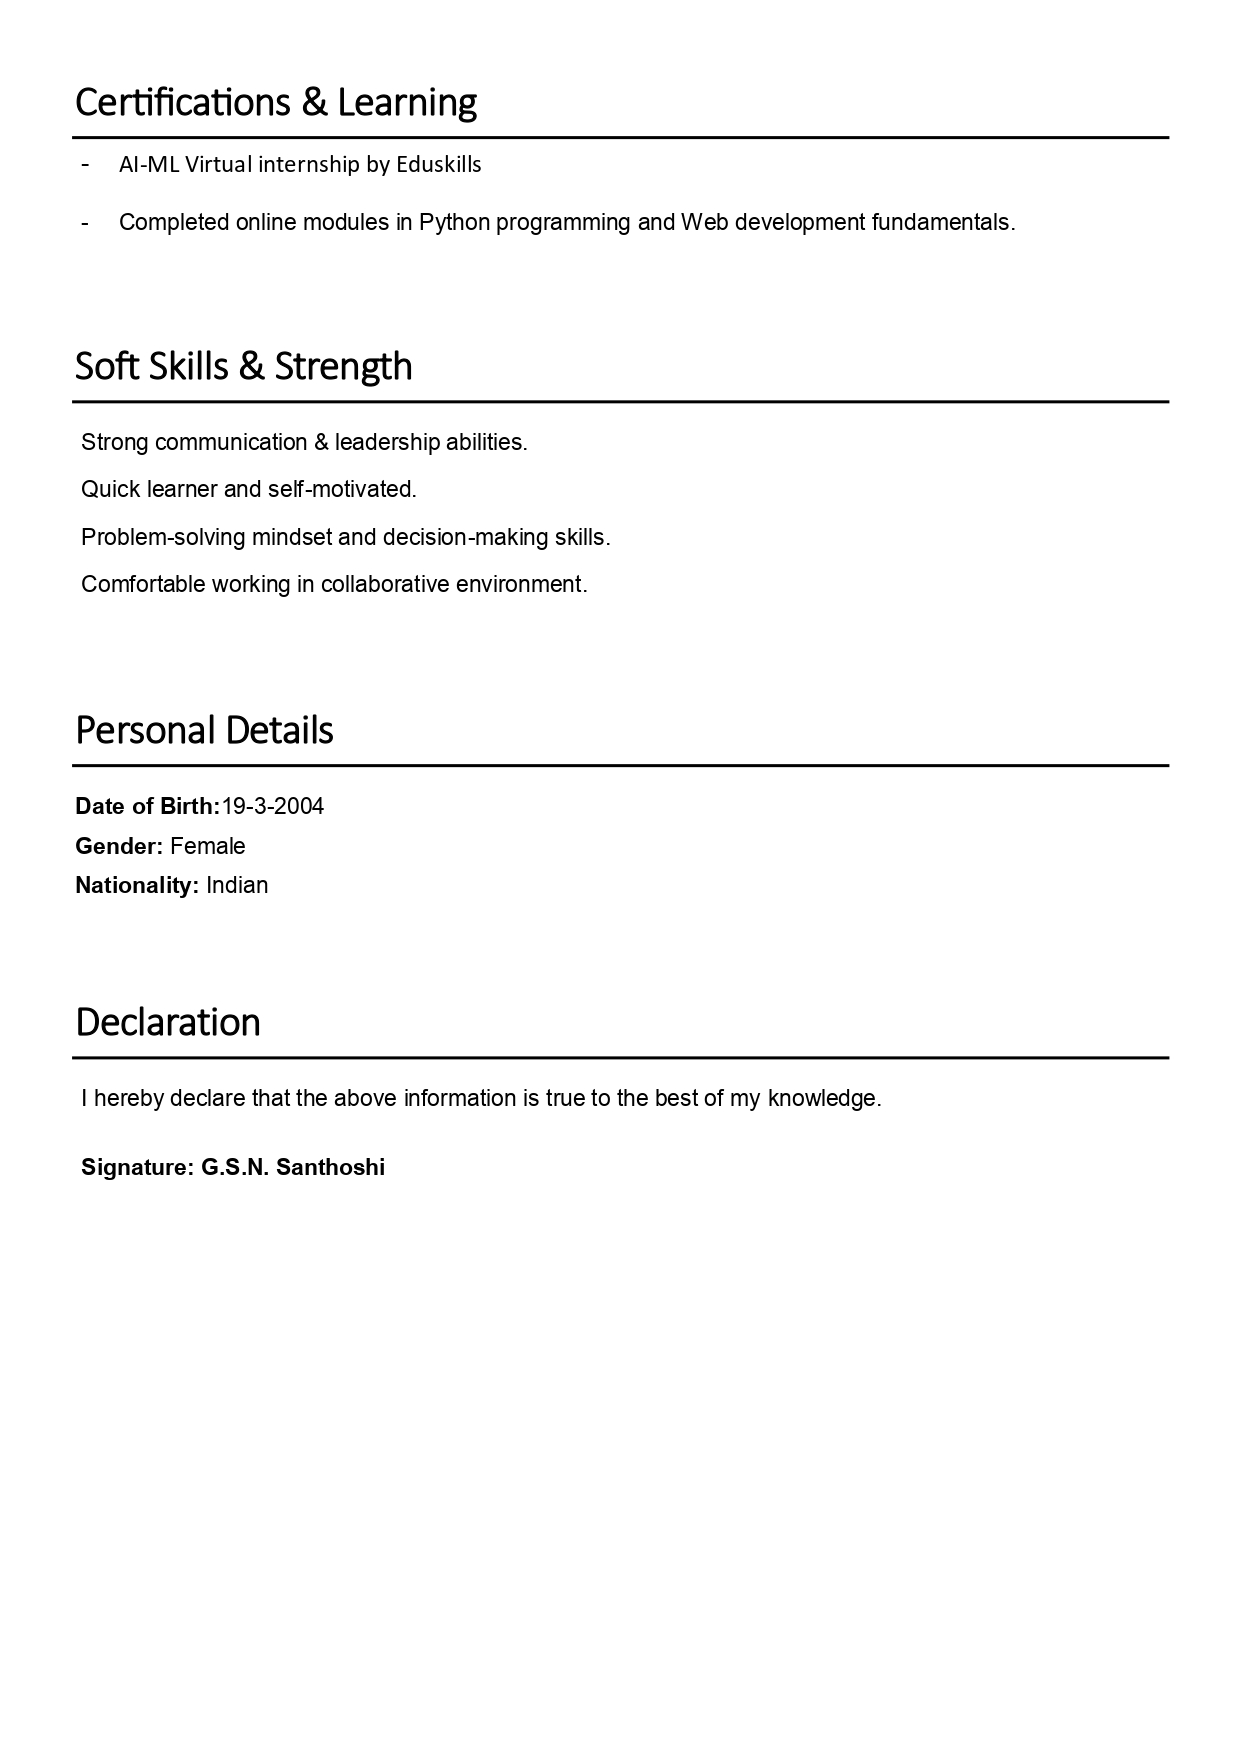 Certifications & Learning
- AI-ML Virtual internship by Eduskills
- Completed online modules in Python programming and Web development fundamentals.
Soft Skills & Strength
Strong communication & leadership abilities.
Quick learner and self-motivated.
Problem-solving mindset and decision-making skills.
Comfortable working in collaborative environment.
Personal Details
Date of Birth:19-3-2004
Gender: Female
Nationality: Indian
Declaration
I hereby declare that the above information is true to the best of my knowledge.
Signature: G.S.N. Santhoshi